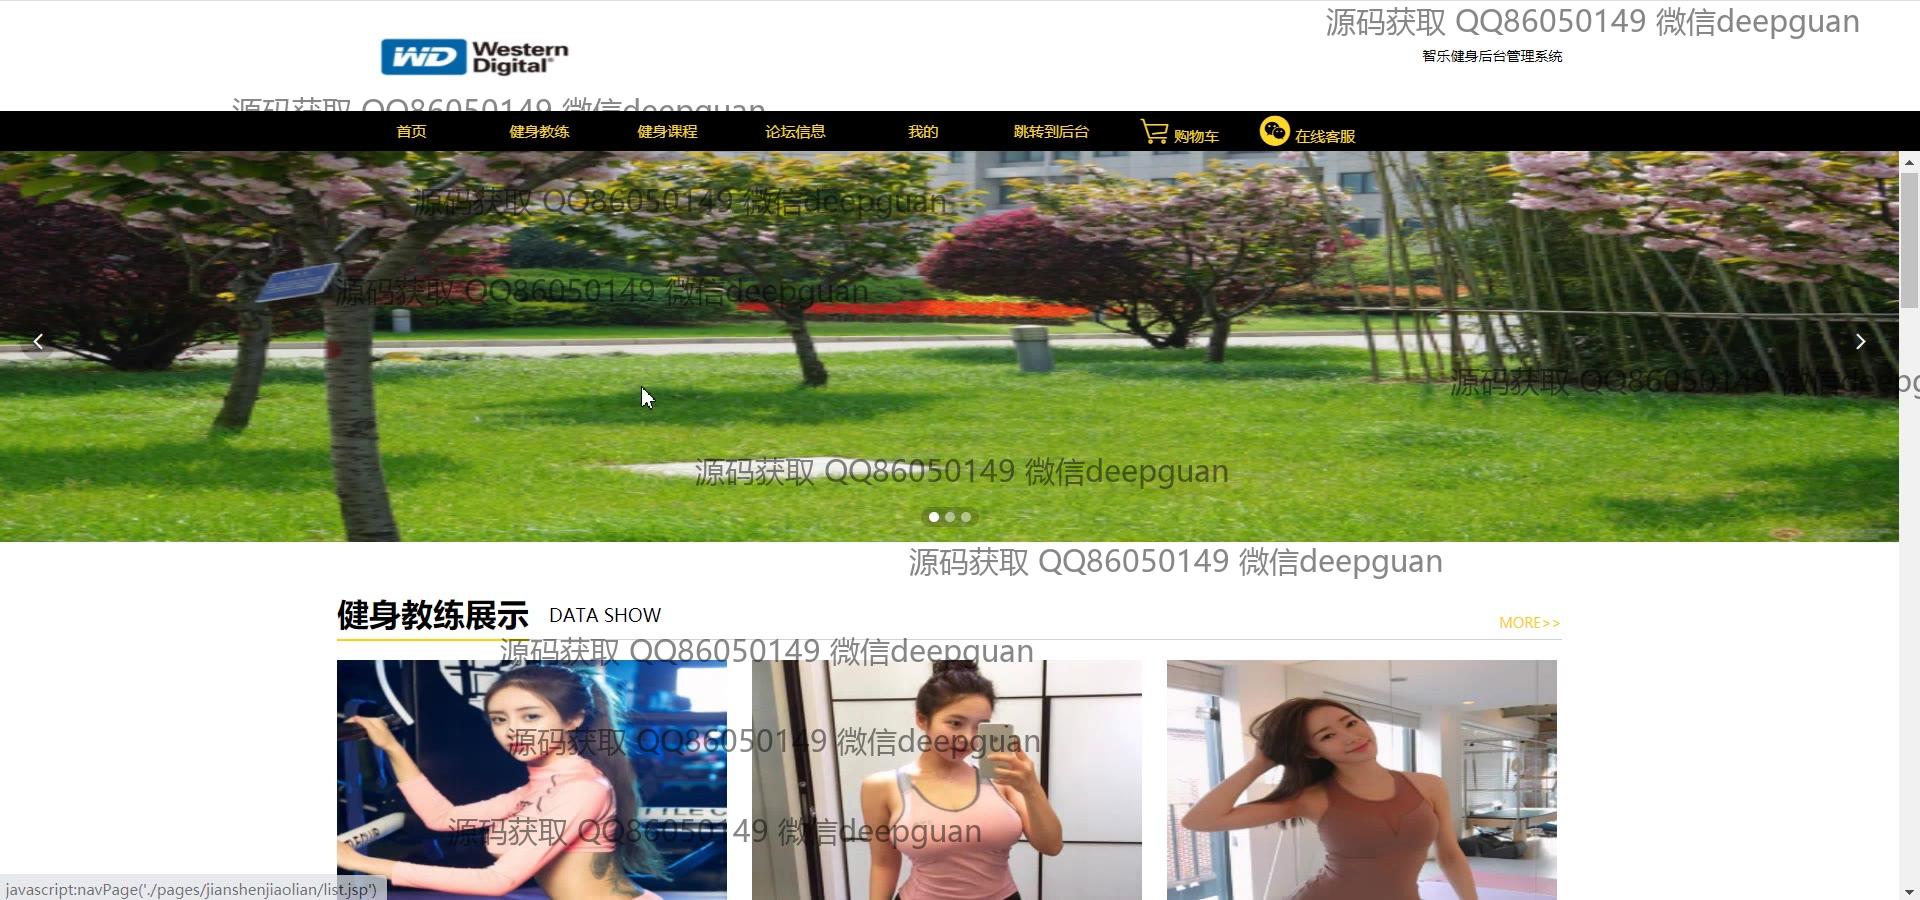 源码获取 QQ86050149 微信deepguan
WD Western Digital
智乐健身后台管理系统
源码获取 QQ86050149 微信deepguan
首页 健身教练 健身课程 论坛信息 我的 跳转到后台 购物车 在线客服
源码获取 QQ86050149 微信deepguan
源码获取 QQ86050149 微信deepguan
源码获取 QQ86050149 微信deep
源码获取 QQ86050149 微信deepguan
源码获取 QQ86050149 微信deepguan
健身教练展示 DATA SHOW
MORE>>
源码获取 QQ86050149 微信deepguan
源码获取 QQ86050149 微信deepguan
源码获取 QQ86050149 微信deepguan
javascript:navPage('./pages/jianshenjiaolian/list.jsp')